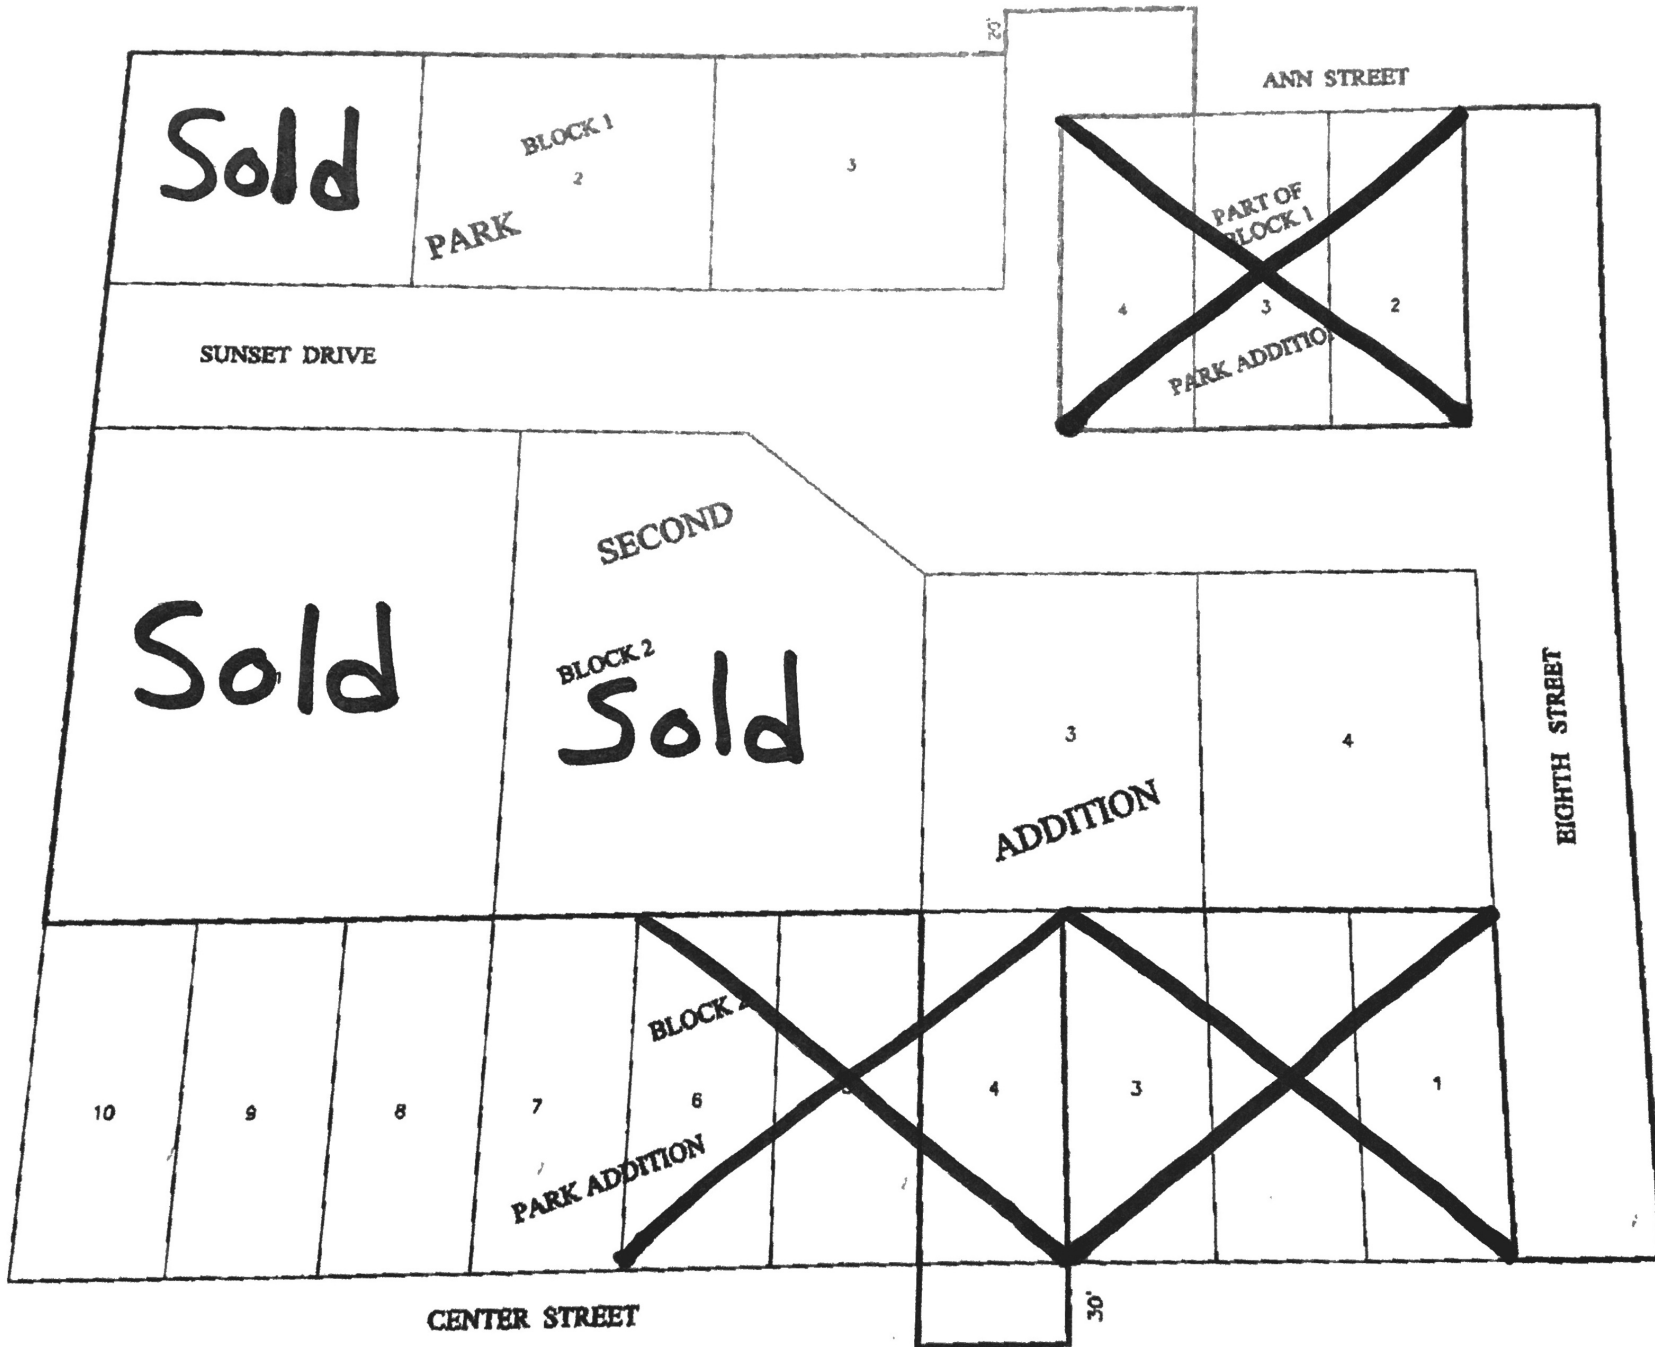 20'
ANN STREET
Sold
BLOCK 1
2
PARK
3
PART OF
BLOCK 1
4
3
2
PARK ADDITION
SUNSET DRIVE
SECOND
Sold
BLOCK 2
Sold
3
4
ADDITION
EIGHTH STREET
BLOCK 2
10
9
8
7
6
4
3
1
PARK ADDITION
CENTER STREET
30'